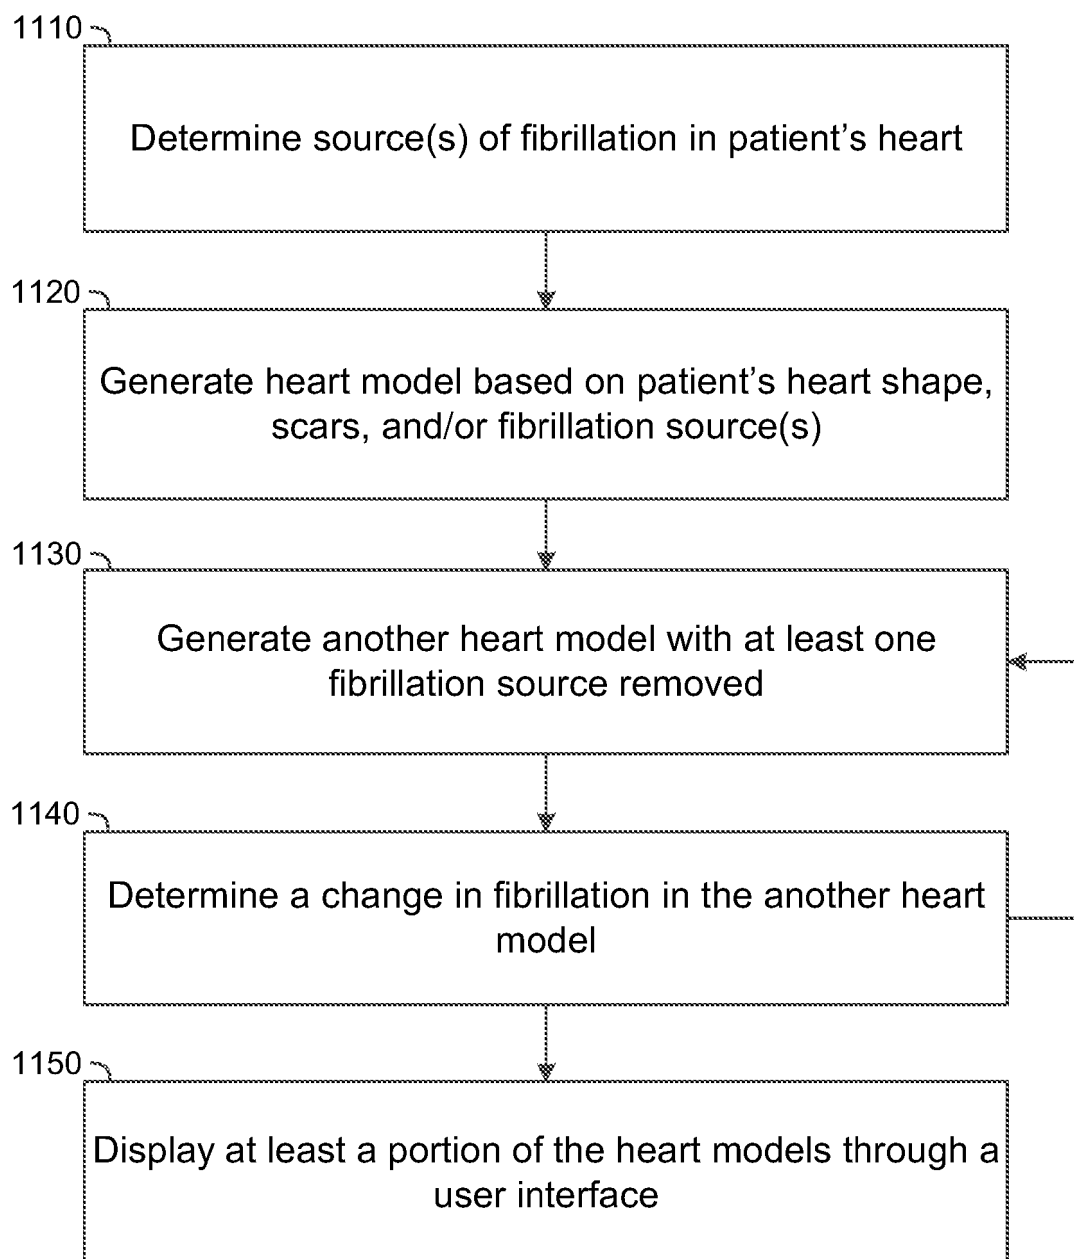 1110
Determine source(s) of fibrillation in patient's heart
1120
Generate heart model based on patient's heart shape,
scars, and/or fibrillation source(s)
1130
Generate another heart model with at least one
fibrillation source removed
1140
Determine a change in fibrillation in the another heart
model
1150
Display at least a portion of the heart models through a
user interface